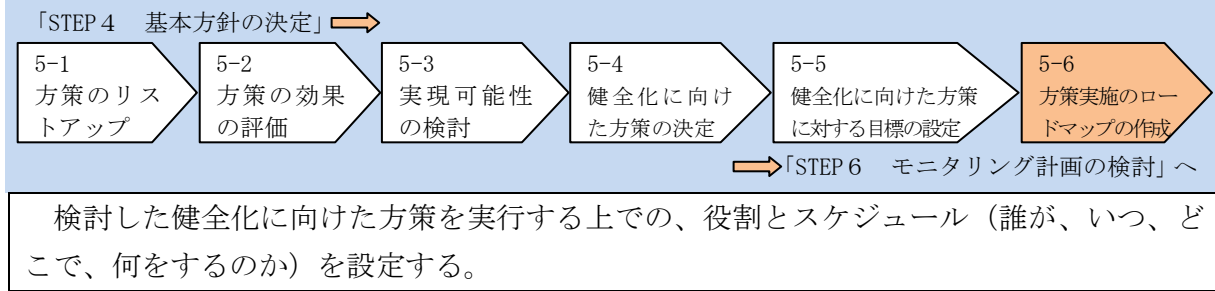 「STEP４　基本方針の決定」
5-1
方策のリス
トアップ
5-2
方策の効果
の評価
5-3
実現可能性
の検討
5-4
健全化に向け
た方策の決定
5-5
健全化に向けた方策
に対する目標の設定
5-6
方策実施のロー
ドマップの作成
「STEP６　モニタリング計画の検討」へ
検討した健全化に向けた方策を実行する上での、役割とスケジュール（誰が、いつ、ど
こで、何をするのか）を設定する。